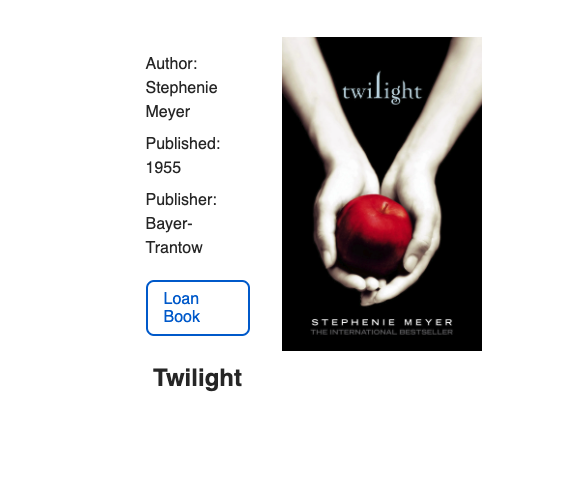 Author:
Stephenie
Meyer
Published:
1955
Publisher:
Bayer-
Trantow
Loan
Book
Twilight
twilight
STEPHENIE MEYER
THE INTERNATIONAL BESTSELLER